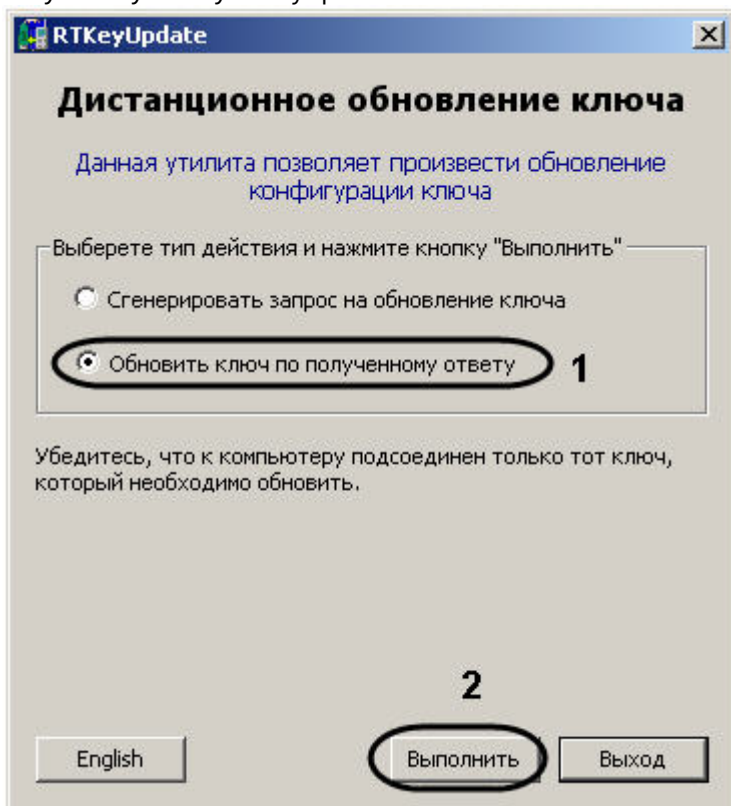 RTKeyUpdate
Дистанционное обновление ключа
Данная утилита позволяет произвести обновление
конфигурации ключа
Выберете тип действия и нажмите кнопку "Выполнить"
Сгенерировать запрос на обновление ключа
Обновить ключ по полученному ответу 1
Убедитесь, что к компьютеру подсоединен только тот ключ,
который необходимо обновить.
2
English Выполнить Выход